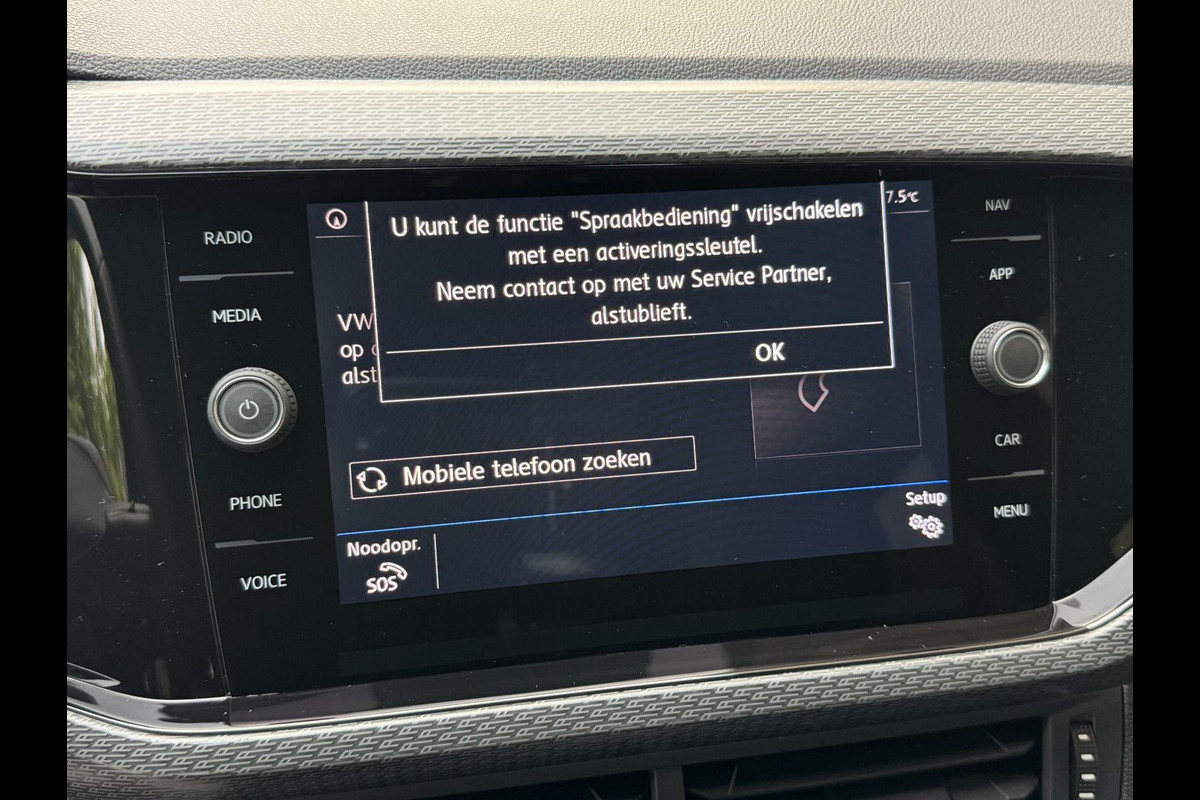 RADIO
MEDIA
PHONE
VOICE
7.5°C
U kunt de functie "Spraakbediening" vrijschakelen
met een activeringssleutel.
Neem contact op met uw Service Partner,
alstublieft.
OK
VW
op
alst
Mobiele telefoon zoeken
Noodopr.
SOS
Setup
NAV
APP
CAR
MENU